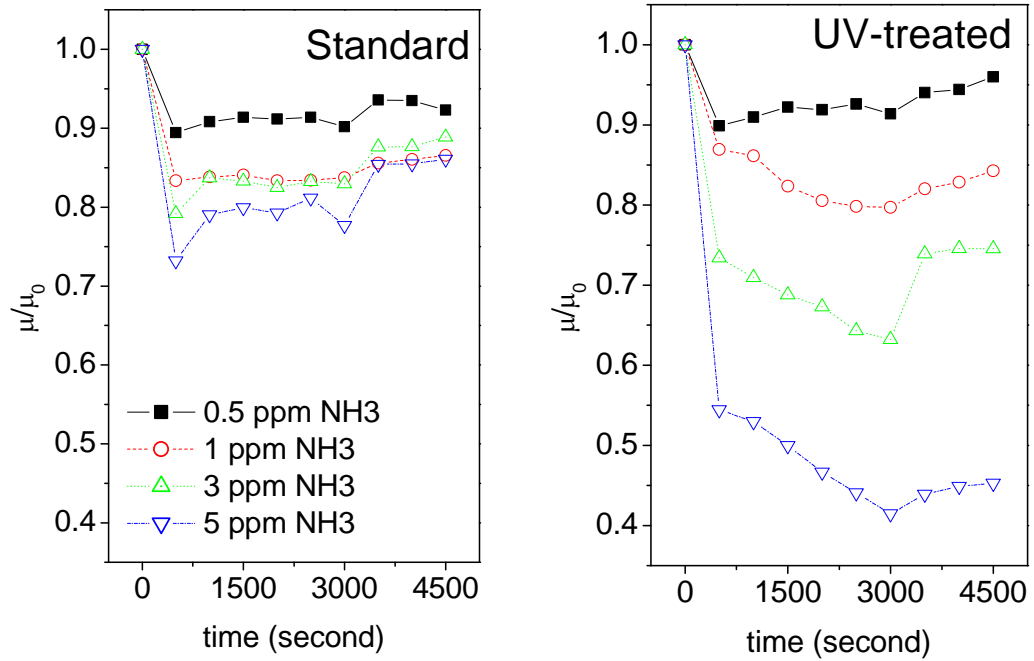 Standard
1.0
0.9
0.8
0.7
0.6
0.5
0.4
μ/μ₀
0.5 ppm NH3
1 ppm NH3
3 ppm NH3
5 ppm NH3
0 1500 3000 4500
time (second)
UV-treated
1.0
0.9
0.8
0.7
0.6
0.5
0.4
μ/μ₀
0 1500 3000 4500
time (second)